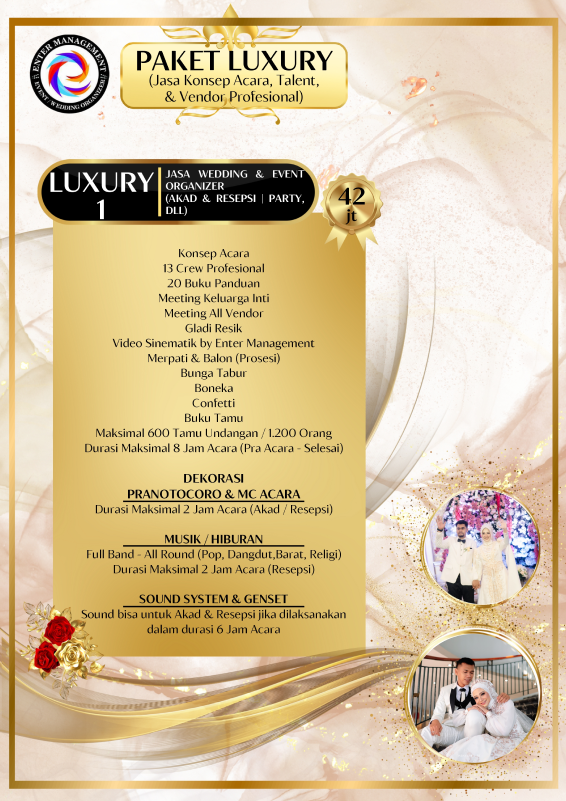 ENTER MANAGEMENT
EVENT / WEDDING ORGANIZER
PAKET LUXURY
(Jasa Konsep Acara, Talent,
& Vendor Profesional)
LUXURY
1
JASA WEDDING & EVENT
ORGANIZER
(AKAD & RESEPSI | PARTY,
DLL)
42
jt
Konsep Acara
13 Crew Profesional
20 Buku Panduan
Meeting Keluarga Inti
Meeting All Vendor
Gladi Resik
Video Sinematik by Enter Management
Merpati & Balon (Prosesi)
Bunga Tabur
Boneka
Confetti
Buku Tamu
Maksimal 600 Tamu Undangan / 1.200 Orang
Durasi Maksimal 8 Jam Acara (Pra Acara - Selesai)
DEKORASI
PRANOTOCORO & MC ACARA
Durasi Maksimal 2 Jam Acara (Akad / Resepsi)
MUSIK / HIBURAN
Full Band - All Round (Pop, Dangdut,Barat, Religi)
Durasi Maksimal 2 Jam Acara (Resepsi)
SOUND SYSTEM & GENSET
Sound bisa untuk Akad & Resepsi jika dilaksanakan
dalam durasi 6 Jam Acara